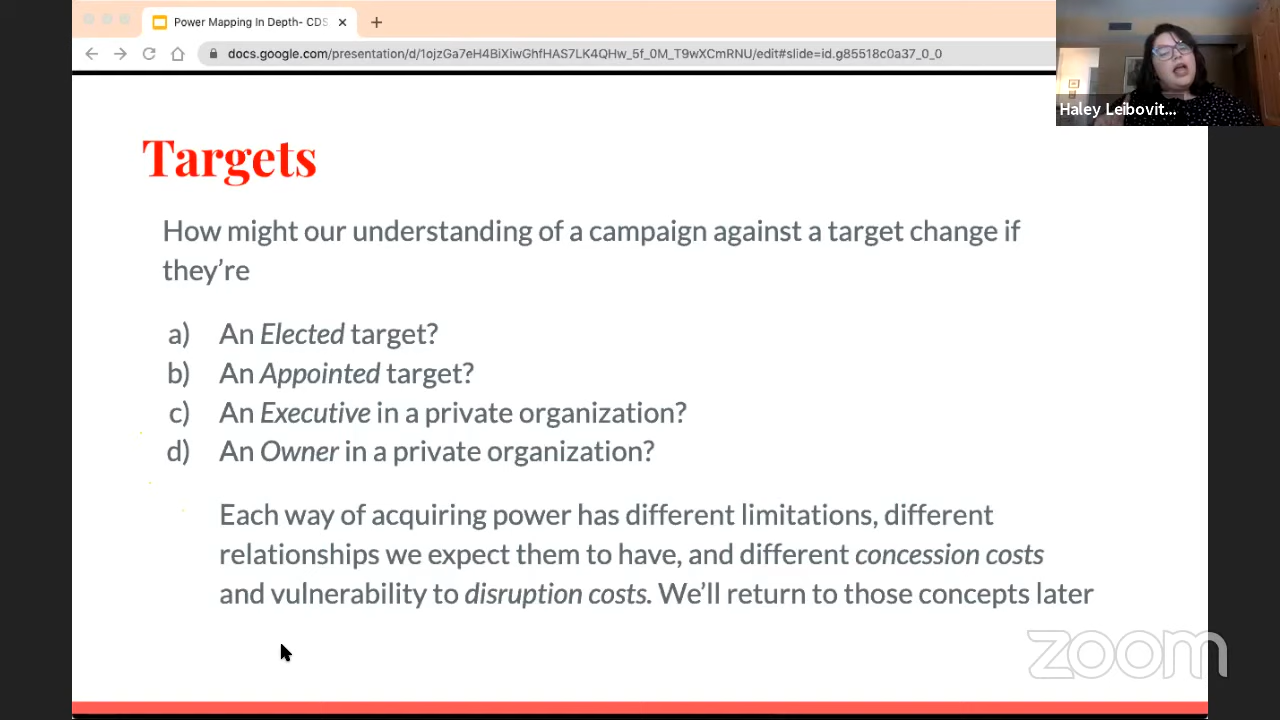 Power Mapping In Depth- CDS
docs.google.com/presentation/d/1ojzGa7eH4BiXiwGhfHAS7LK4QHw_5f_0M_T9wXCmRNU/edit#slide=id.g85518c0a37_0_0
Haley Leibovit...
Targets
How might our understanding of a campaign against a target change if
they're
a) An Elected target?
b) An Appointed target?
c) An Executive in a private organization?
d) An Owner in a private organization?
Each way of acquiring power has different limitations, different
relationships we expect them to have, and different concession costs
and vulnerability to disruption costs. We'll return to those concepts later
zoom